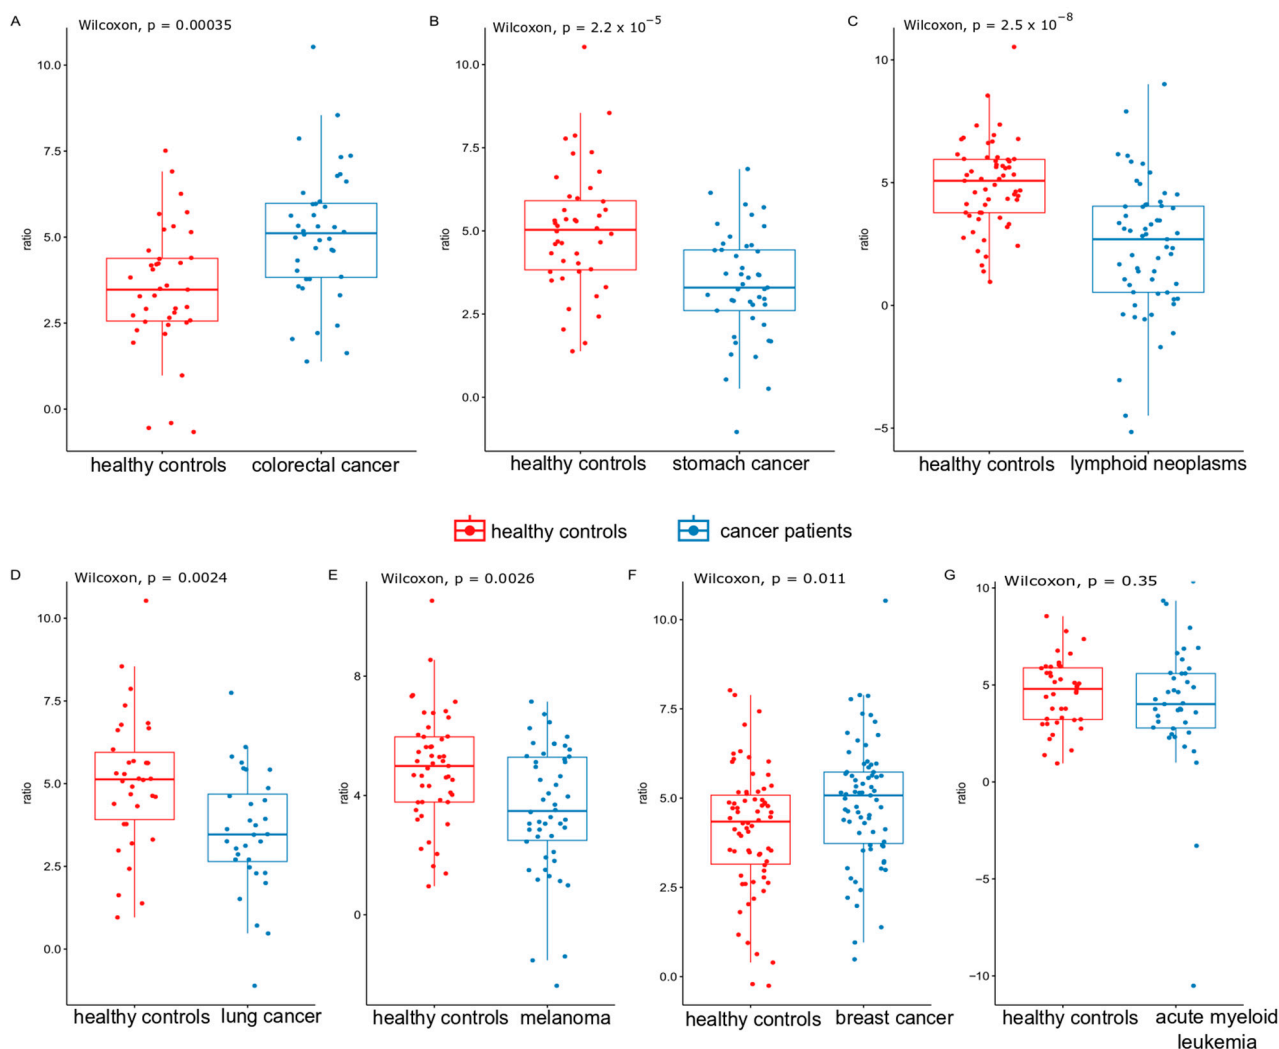 A
Wilcoxon, p = 0.00035
10.0
7.5
5.0
2.5
0.0
ratio
healthy controls
colorectal cancer
B
Wilcoxon, p = 2.2 x 10⁻⁵
10.0
7.5
5.0
2.5
0.0
ratio
healthy controls
stomach cancer
C
Wilcoxon, p = 2.5 x 10⁻⁸
10
5
0
−5
ratio
healthy controls
lymphoid neoplasms
healthy controls
cancer patients
D
Wilcoxon, p = 0.0024
10.0
7.5
5.0
2.5
0.0
ratio
healthy controls
lung cancer
E
Wilcoxon, p = 0.0026
8
4
0
ratio
healthy controls
melanoma
F
Wilcoxon, p = 0.011
10.0
7.5
5.0
2.5
0.0
ratio
healthy controls
breast cancer
G
Wilcoxon, p = 0.35
10
5
0
−5
−10
ratio
healthy controls
acute myeloid
leukemia